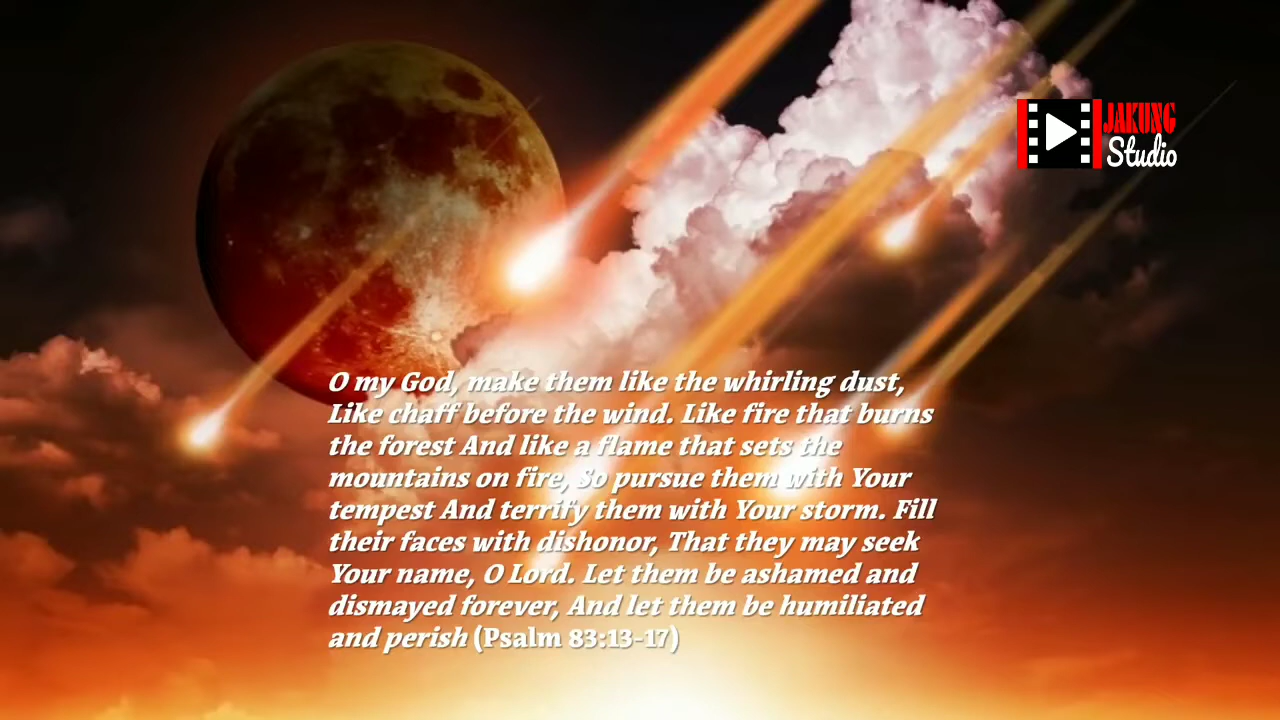 JAKUNG
Studio
O my God, make them like the whirling dust,
Like chaff before the wind. Like fire that burns
the forest And like a flame that sets the
mountains on fire, So pursue them with Your
tempest And terrify them with Your storm. Fill
their faces with dishonor, That they may seek
Your name, O Lord. Let them be ashamed and
dismayed forever, And let them be humiliated
and perish (Psalm 83:13-17)